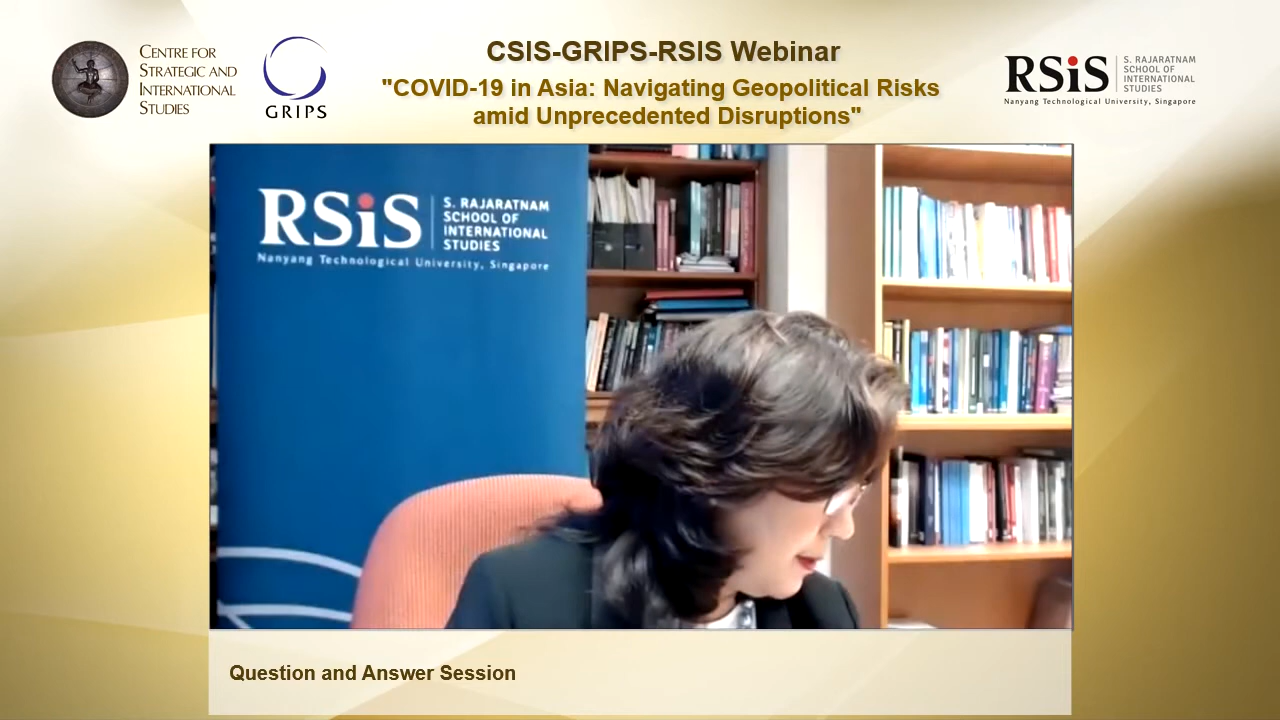 CENTRE FOR
STRATEGIC AND
INTERNATIONAL
STUDIES
GRIPS
CSIS-GRIPS-RSIS Webinar
"COVID-19 in Asia: Navigating Geopolitical Risks
amid Unprecedented Disruptions"
RSiS
S. RAJARATNAM
SCHOOL OF
INTERNATIONAL
STUDIES
Nanyang Technological University, Singapore
RSiS
S. RAJARATNAM
SCHOOL OF
INTERNATIONAL
STUDIES
Nanyang Technological University, Singapore
Question and Answer Session